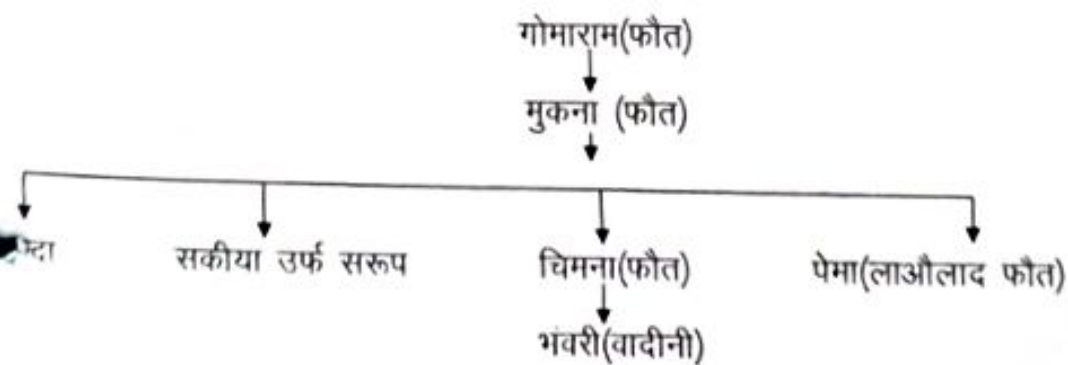 गोमाराम(फौत)
मुकना (फौत)
सकीया उर्फ सरूप चिमना(फौत) पेमा(लाऔलाद फौत)
भंवरी(वादीनी)